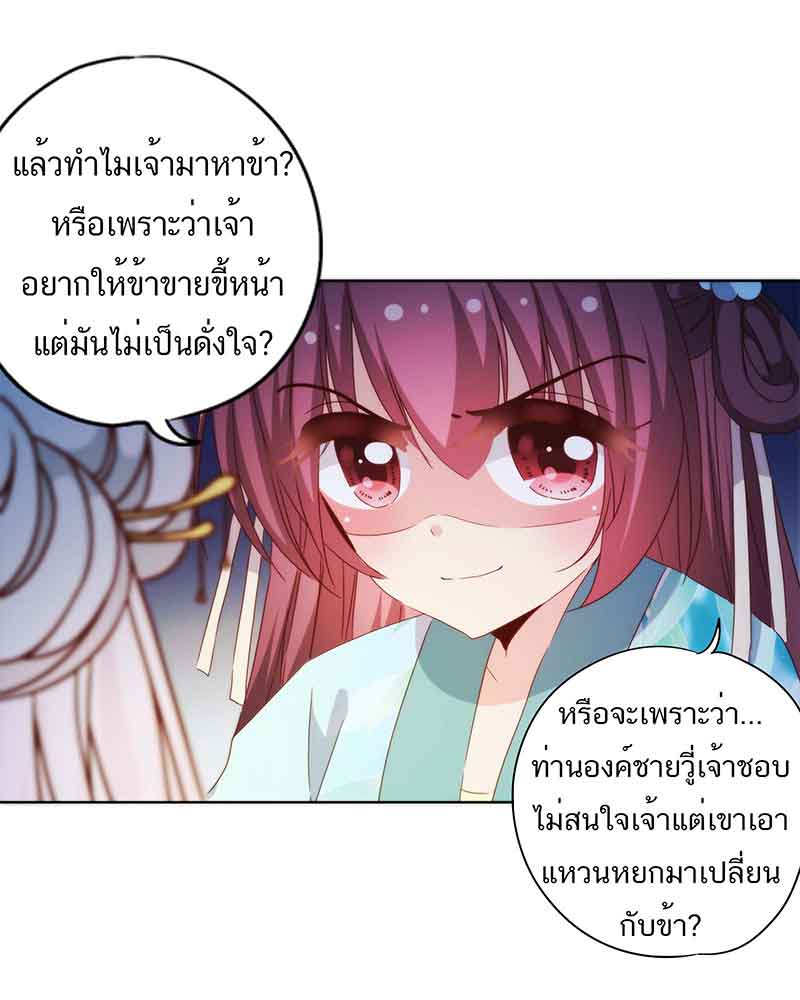 แล้วทำไมเจ้ามาหาข้า?
หรือเพราะว่าเจ้า
อยากให้ข้าขายขี้หน้า
แต่มันไม่เป็นดั่งใจ?
หรือจะเพราะว่า...
ท่านองค์ชายวี่เจ้าชอบ
ไม่สนใจเจ้าแต่เขาเอา
แหวนหยกมาเปลี่ยน
กับข้า?